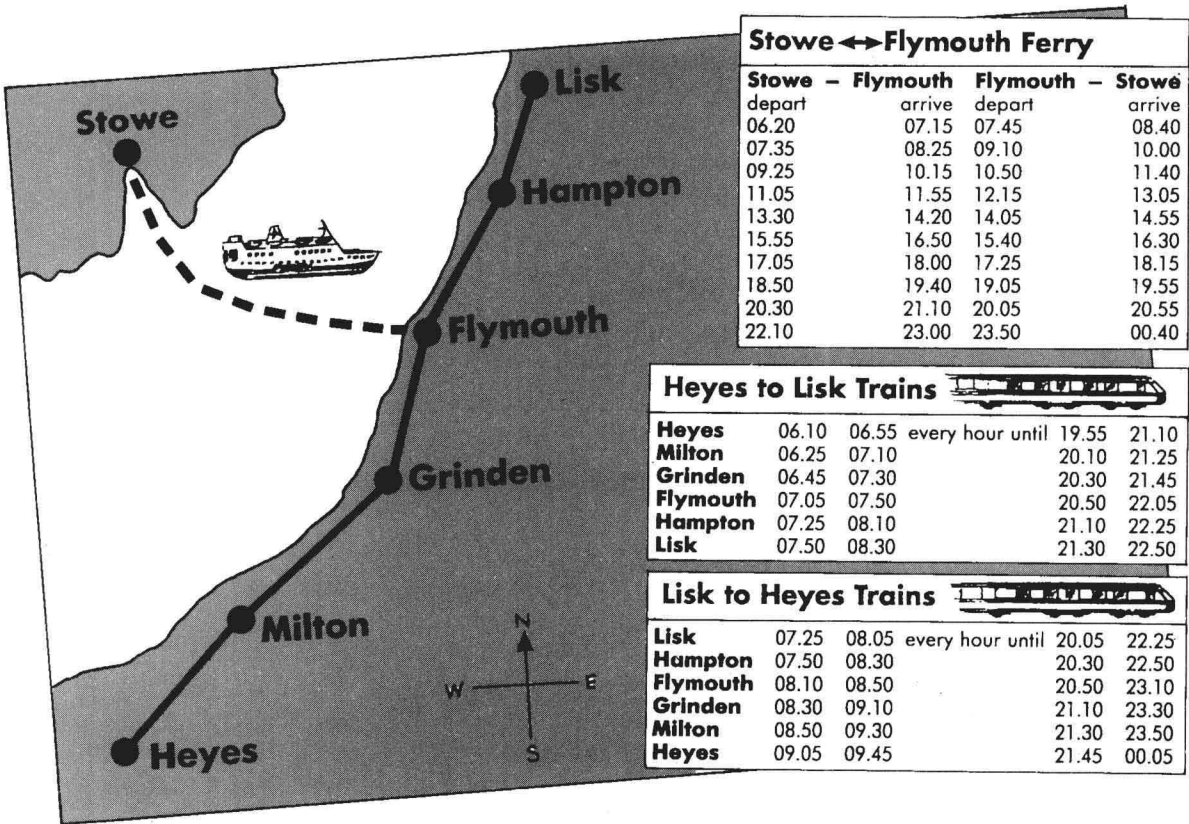 Stowe
Lisk
Hampton
Flymouth
Grinden
Milton
Heyes
N
W E
S
Stowe↔Flymouth Ferry
Stowe – Flymouth Flymouth – Stowe
depart arrive depart arrive
06.20 07.15 07.45 08.40
07.35 08.25 09.10 10.00
09.25 10.15 10.50 11.40
11.05 11.55 12.15 13.05
13.30 14.20 14.05 14.55
15.55 16.50 15.40 16.30
17.05 18.00 17.25 18.15
18.50 19.40 19.05 19.55
20.30 21.10 20.05 20.55
22.10 23.00 23.50 00.40
Heyes to Lisk Trains
Heyes 06.10 06.55 every hour until 19.55 21.10
Milton 06.25 07.10 20.10 21.25
Grinden 06.45 07.30 20.30 21.45
Flymouth 07.05 07.50 20.50 22.05
Hampton 07.25 08.10 21.10 22.25
Lisk 07.50 08.30 21.30 22.50
Lisk to Heyes Trains
Lisk 07.25 08.05 every hour until 20.05 22.25
Hampton 07.50 08.30 20.30 22.50
Flymouth 08.10 08.50 20.50 23.10
Grinden 08.30 09.10 21.10 23.30
Milton 08.50 09.30 21.30 23.50
Heyes 09.05 09.45 21.45 00.05